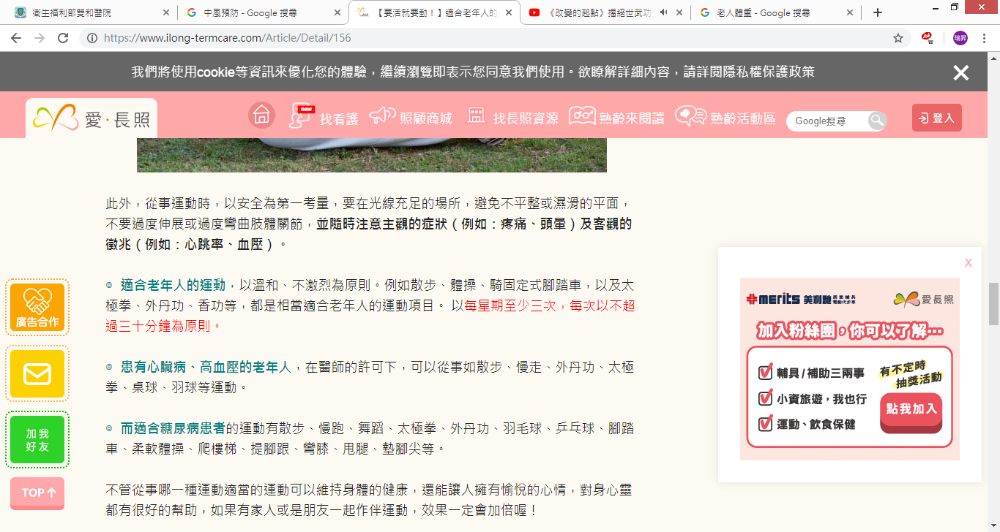 衛生福利部雙和醫院
中風預防 - Google 搜尋
【要活就要動！】適合老年人的
《改變的起點》揭絕世武功
老人體重 - Google 搜尋
https://www.ilong-termcare.com/Article/Detail/156
瑞昇
我們將使用cookie等資訊來優化您的體驗，繼續瀏覽即表示您同意我們使用。欲瞭解詳細內容，請詳閱隱私權保護政策
愛·長照
new
找看護
照顧商城
找長照資源
熟齡來閱讀
熟齡活動區
Google搜尋
登入
此外，從事運動時，以安全為第一考量，要在光線充足的場所，避免不平整或濕滑的平面，
不要過度伸展或過度彎曲肢體關節，並隨時注意主觀的症狀（例如：疼痛、頭暈）及客觀的
徵兆（例如：心跳率、血壓）。
◎ 適合老年人的運動，以溫和、不激烈為原則。例如散步、體操、騎固定式腳踏車，以及太
極拳、外丹功、香功等，都是相當適合老年人的運動項目。 以每星期至少三次，每次以不超
過三十分鐘為原則。
◎ 患有心臟病、高血壓的老年人，在醫師的許可下，可以從事如散步、慢走、外丹功、太極
拳、桌球、羽球等運動。
◎ 而適合糖尿病患者的運動有散步、慢跑、舞蹈、太極拳、外丹功、羽毛球、乒乓球、腳踏
車、柔軟體操、爬樓梯、提腳跟、彎膝、甩腿、墊腳尖等。
不管從事哪一種運動適當的運動可以維持身體的健康，還能讓人擁有愉悅的心情，對身心靈
都有很好的幫助，如果有家人或是朋友一起作伴運動，效果一定會加倍喔！
廣告合作
加我
好友
TOP
X
merits 美利馳 居家輔具
電動代步車
愛長照
加入粉絲團，你可以了解…
輔具/補助三兩事
小資旅遊，我也行
運動、飲食保健
有不定時
抽獎活動
點我加入